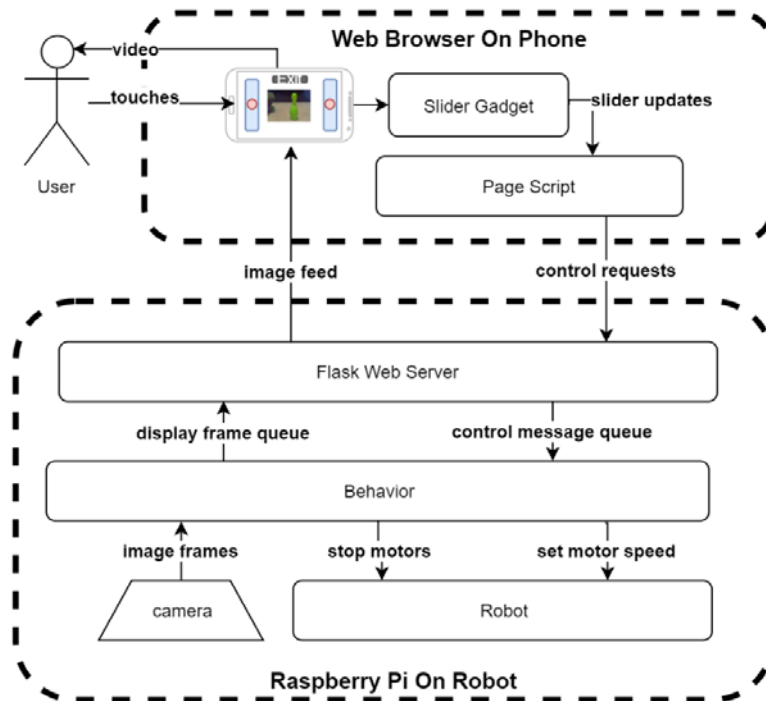 Web Browser On Phone
video
touches
Slider Gadget
slider updates
User
Page Script
image feed
control requests
Flask Web Server
display frame queue
control message queue
Behavior
image frames
stop motors
set motor speed
camera
Robot
Raspberry Pi On Robot